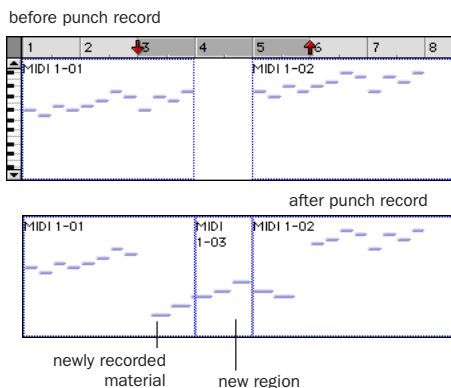 before punch record
1 2 3 4 5 6 7 8
MIDI 1-01 MIDI 1-02
after punch record
MIDI 1-01 MIDI 1-03 MIDI 1-02
newly recorded material
new region